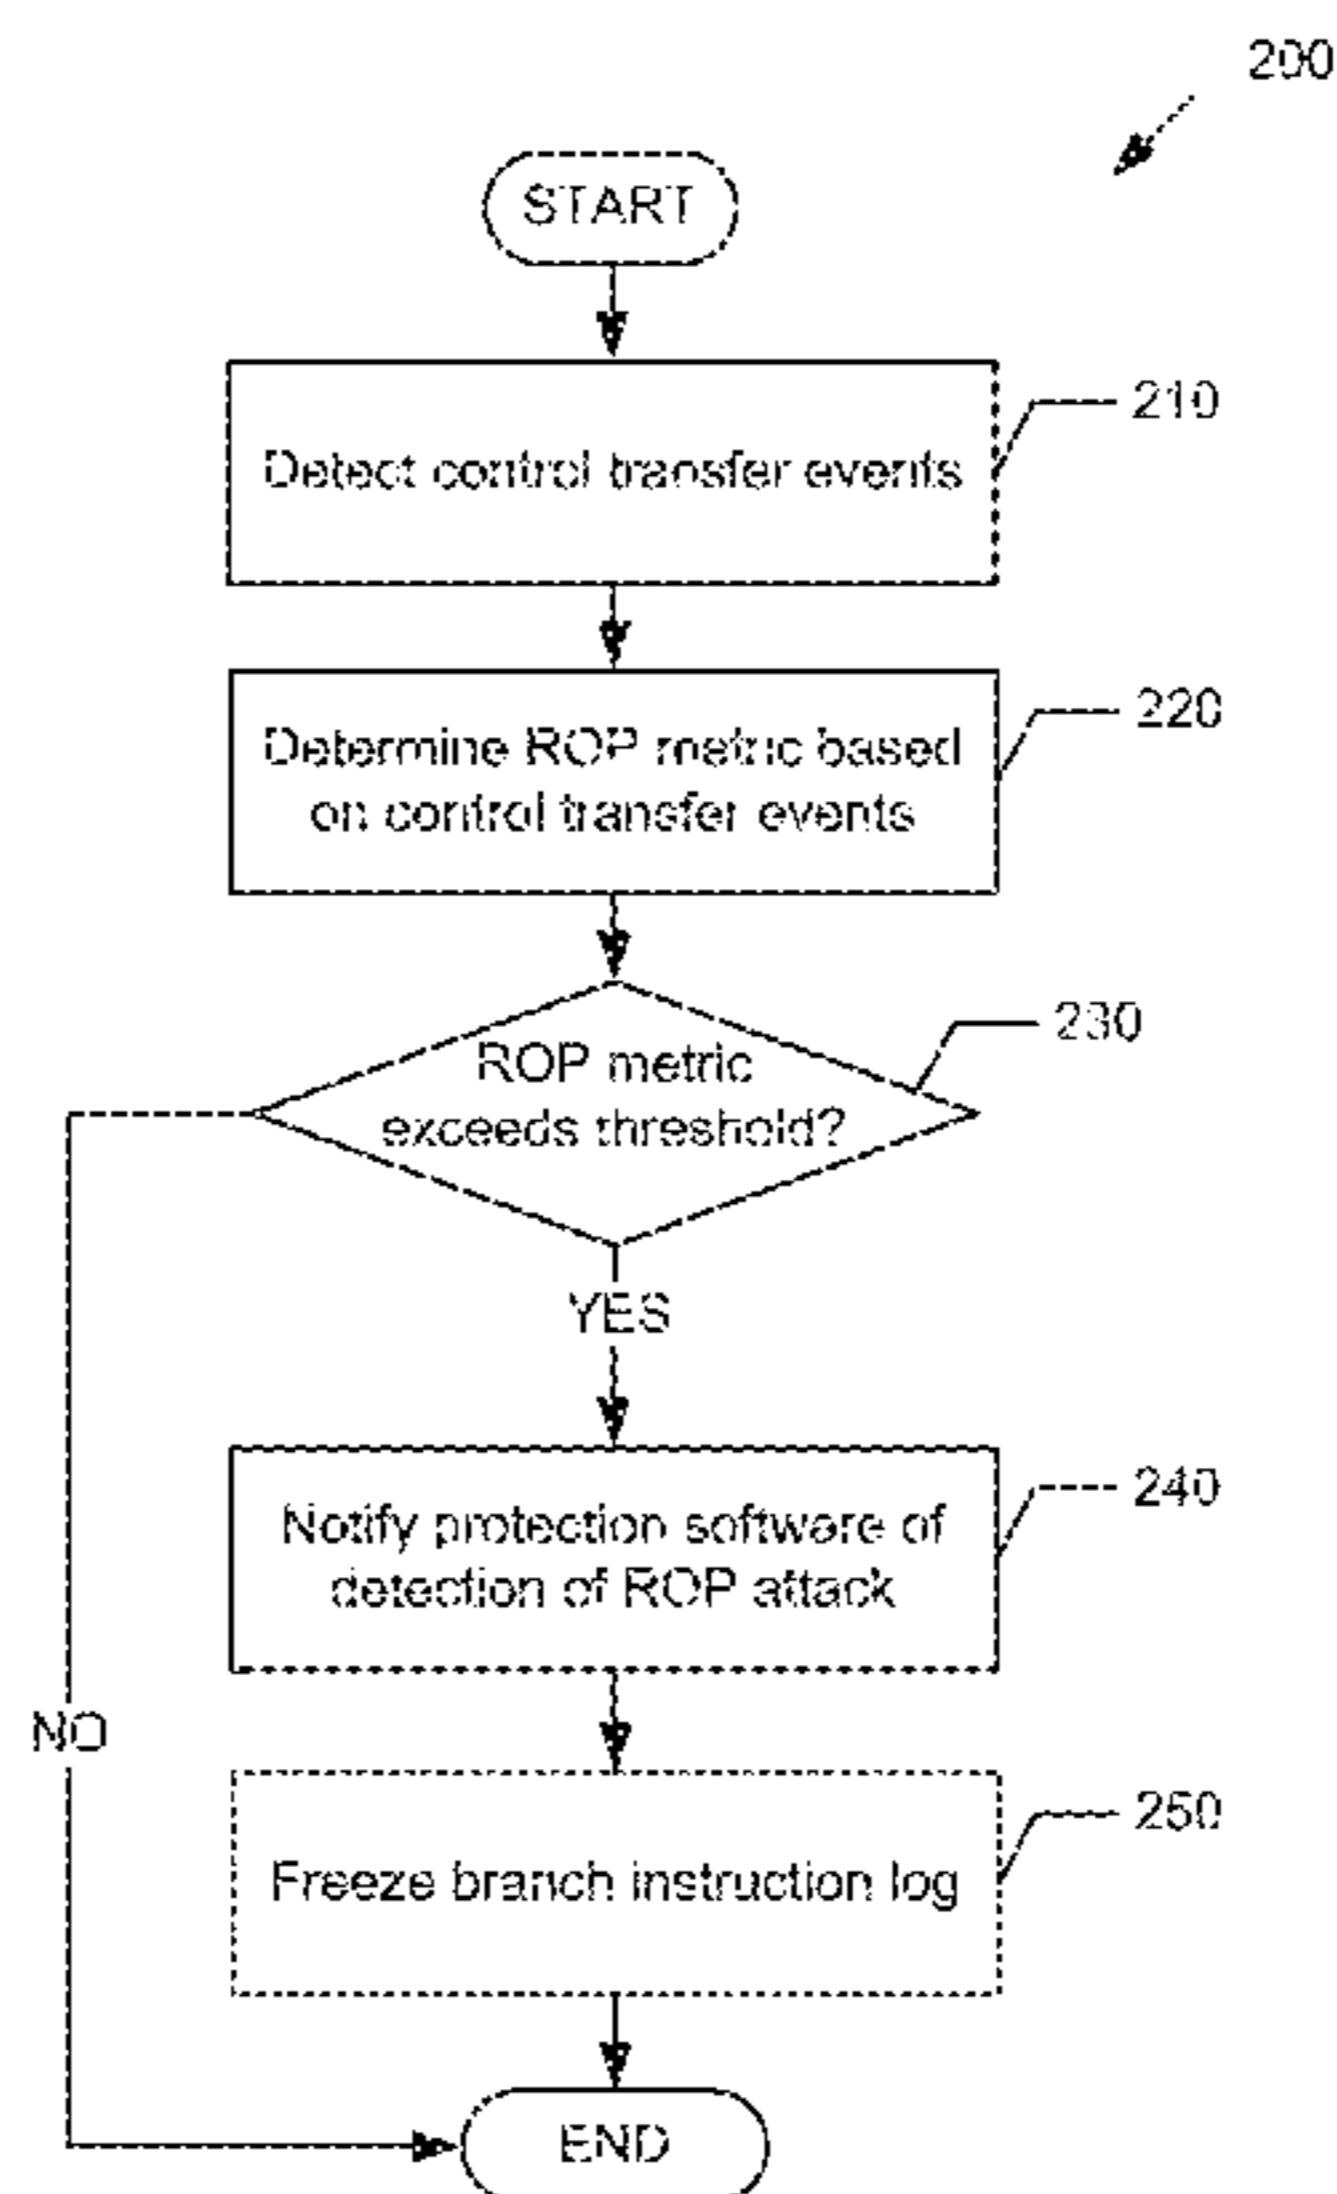 200
START
Detect control transfer events
210
Determine ROP metric based
on control transfer events
220
ROP metric
exceeds threshold?
230
YES
Notify protection software of
detection of ROP attack
240
NO
Freeze branch instruction log
250
END